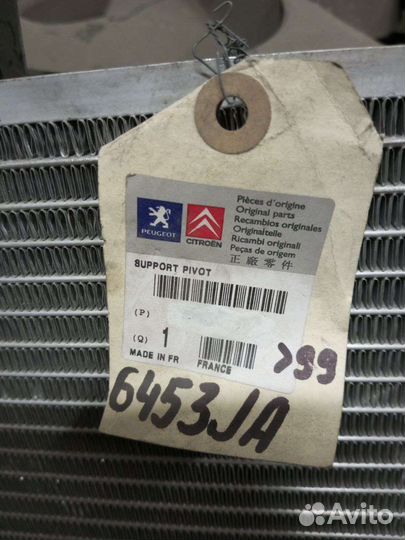 PEUGEOT
CITROËN
Pièces d'origine
Original parts
Recambios originales
Originalteile
Ricambi originali
Peças de origem
正廠零件
SUPPORT PIVOT
(P)
(Q) 1
MADE IN FR
FRANCE
>99
6453JA
Avito